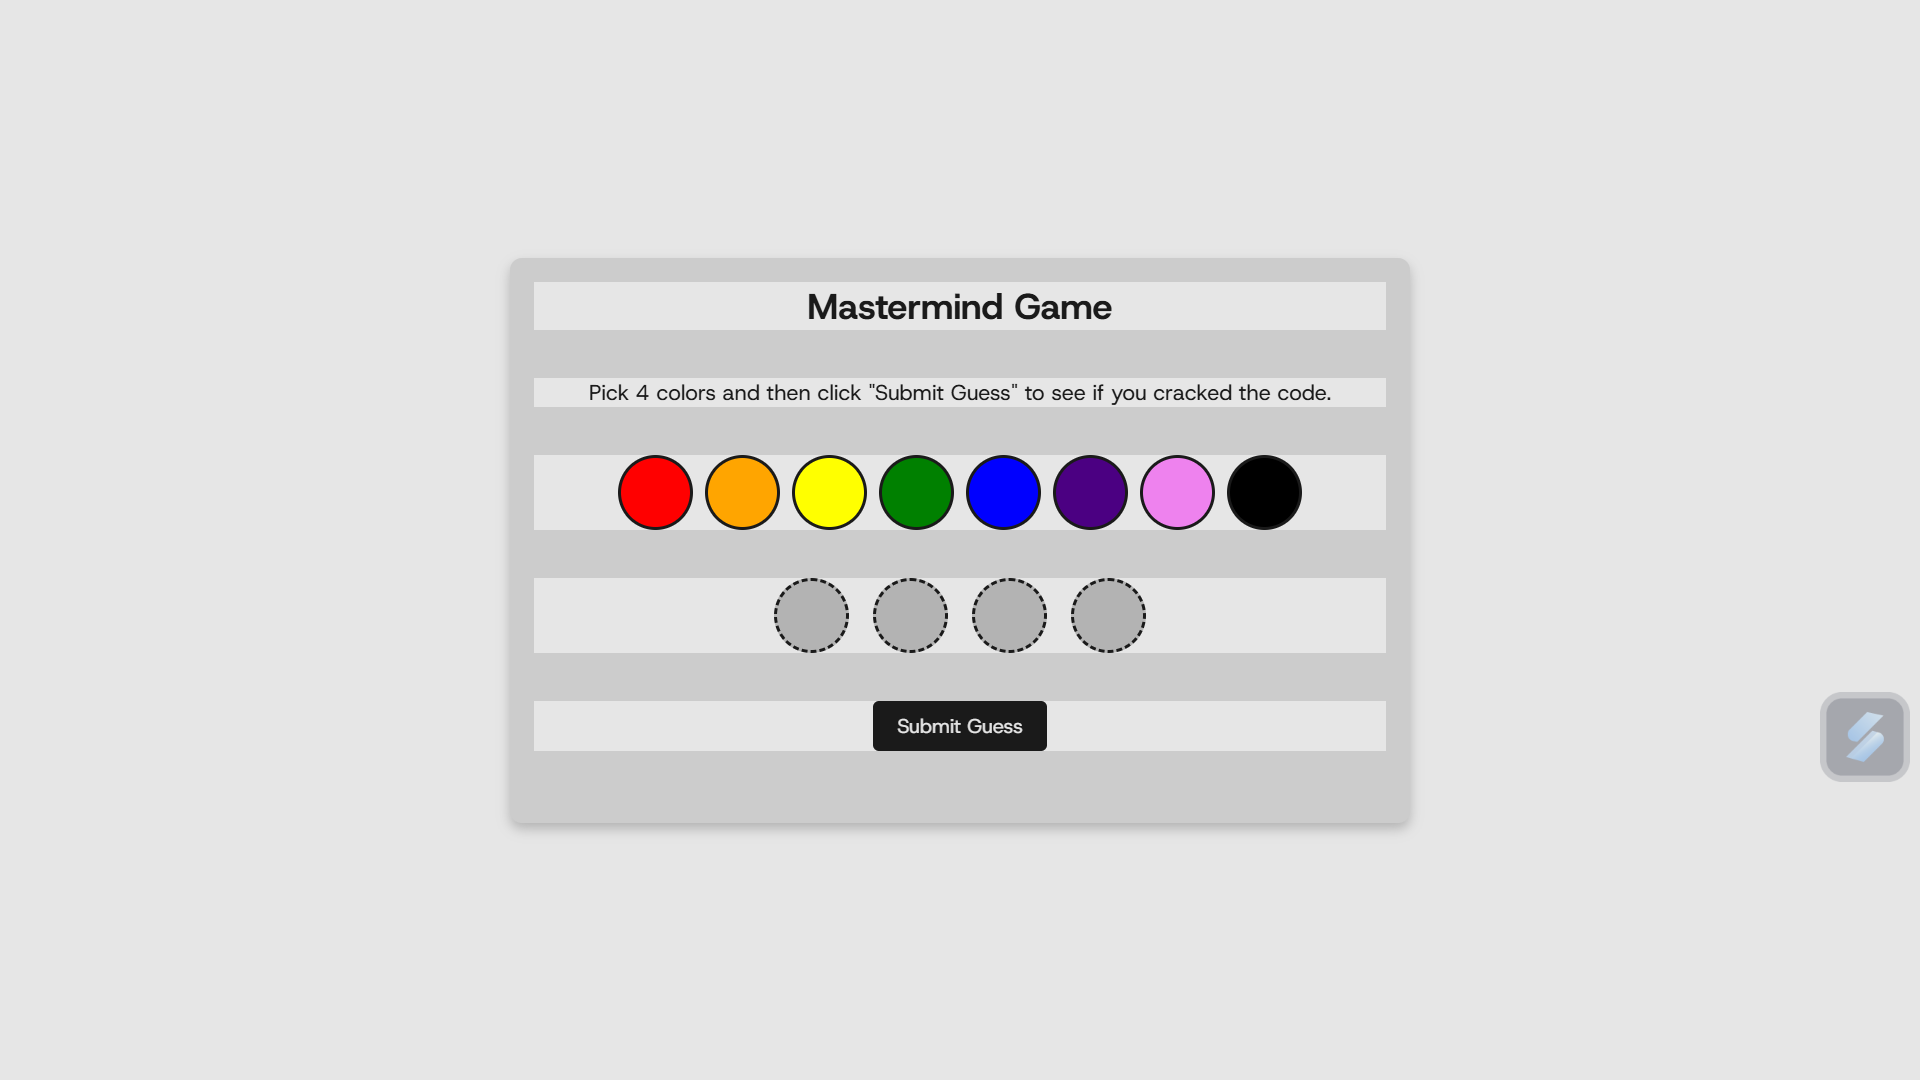 Mastermind Game
Pick 4 colors and then click "Submit Guess" to see if you cracked the code.
Submit Guess